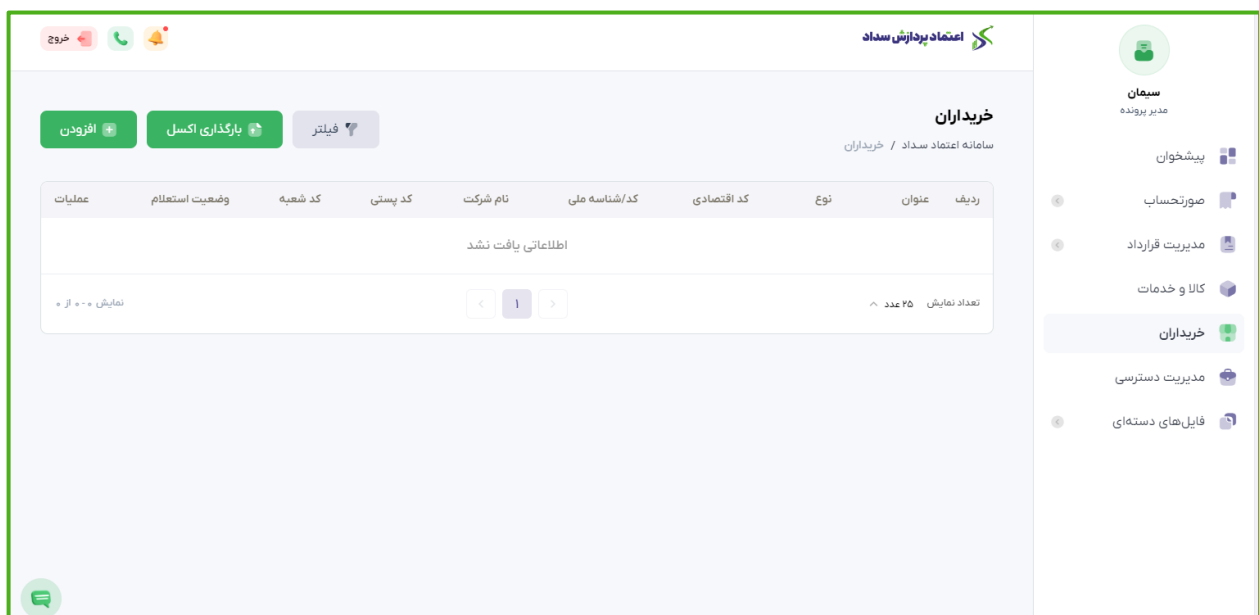 اعتماد پردازش سداد
خروج
سیمان
مدیر پرونده
پیشخوان
صورتحساب
مدیریت قرارداد
کالا و خدمات
خریداران
مدیریت دسترسی
فایل‌های دسته‌ای
خریداران
سامانه اعتماد سداد / خریداران
فیلتر
بارگذاری اکسل
افزودن
ردیف عنوان نوع کد اقتصادی کد/شناسه ملی نام شرکت کد پستی کد شعبه وضعیت استعلام عملیات
اطلاعاتی یافت نشد
تعداد نمایش ۲۵ عدد ۱ نمایش ۰ - ۰ از ۰